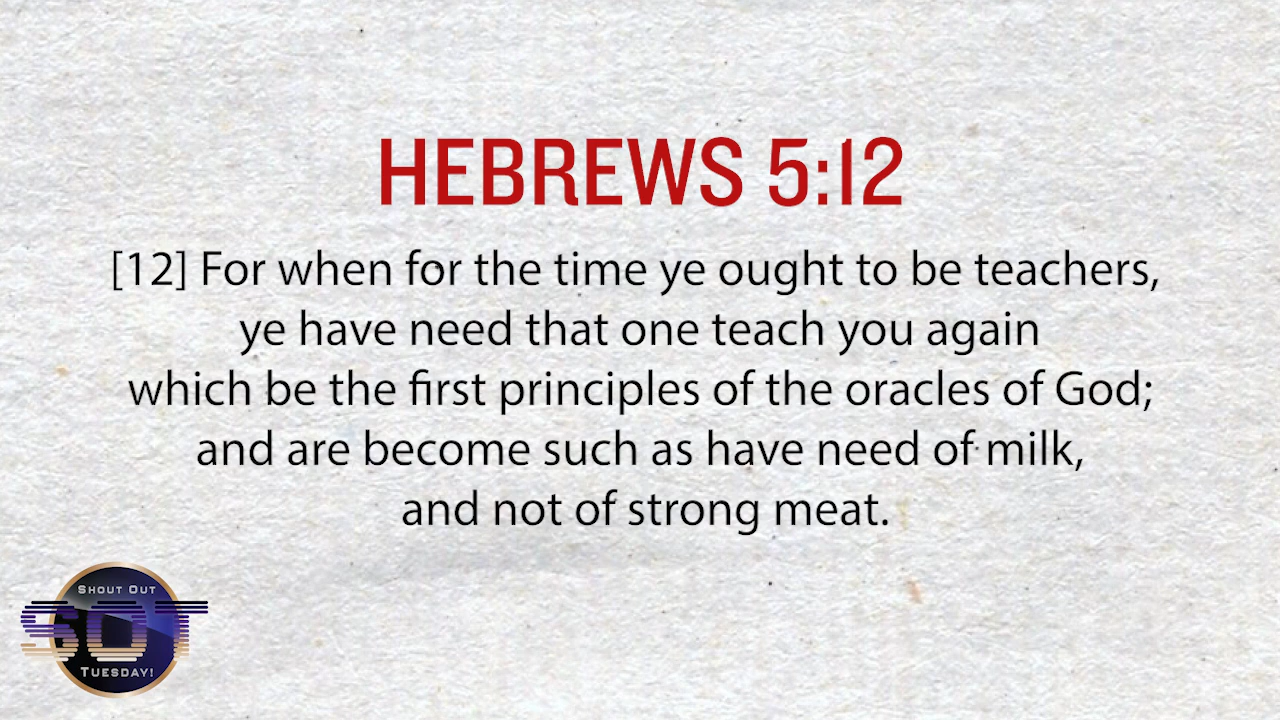 HEBREWS 5:12
[12] For when for the time ye ought to be teachers,
ye have need that one teach you again
which be the first principles of the oracles of God;
and are become such as have need of milk,
and not of strong meat.
SHOUT OUT
SOT
TUESDAY!